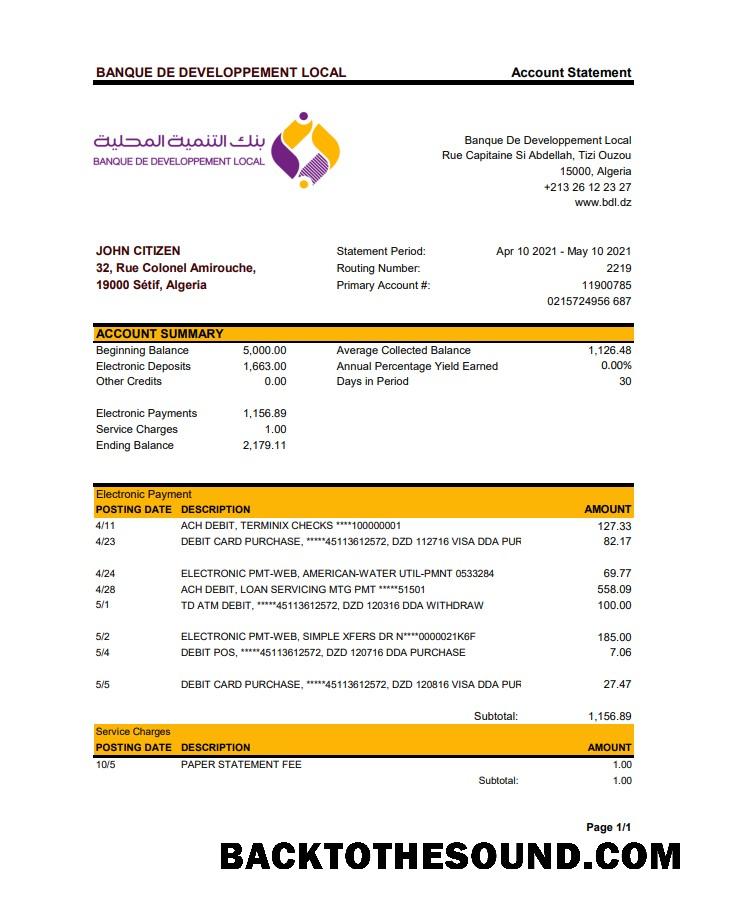 BANQUE DE DEVELOPPEMENT LOCAL Account Statement
بنك التنمية المحلية
BANQUE DE DEVELOPPEMENT LOCAL
Banque De Developpement Local
Rue Capitaine Si Abdellah, Tizi Ouzou
15000, Algeria
+213 26 12 23 27
www.bdl.dz
JOHN CITIZEN Statement Period: Apr 10 2021 - May 10 2021
32, Rue Colonel Amirouche, Routing Number: 2219
19000 Sétif, Algeria Primary Account #: 11900785
0215724956 687
ACCOUNT SUMMARY
Beginning Balance 5,000.00 Average Collected Balance 1,126.48
Electronic Deposits 1,663.00 Annual Percentage Yield Earned 0.00%
Other Credits 0.00 Days in Period 30
Electronic Payments 1,156.89
Service Charges 1.00
Ending Balance 2,179.11
Electronic Payment
POSTING DATE DESCRIPTION AMOUNT
4/11 ACH DEBIT, TERMINIX CHECKS ****100000001 127.33
4/23 DEBIT CARD PURCHASE, *****45113612572, DZD 112716 VISA DDA PUR 82.17
4/24 ELECTRONIC PMT-WEB, AMERICAN-WATER UTIL-PMNT 0533284 69.77
4/28 ACH DEBIT, LOAN SERVICING MTG PMT *****51501 558.09
5/1 TD ATM DEBIT, *****45113612572, DZD 120316 DDA WITHDRAW 100.00
5/2 ELECTRONIC PMT-WEB, SIMPLE XFERS DR N****0000021K6F 185.00
5/4 DEBIT POS, *****45113612572, DZD 120716 DDA PURCHASE 7.06
5/5 DEBIT CARD PURCHASE, *****45113612572, DZD 120816 VISA DDA PUR 27.47
Subtotal: 1,156.89
Service Charges
POSTING DATE DESCRIPTION AMOUNT
10/5 PAPER STATEMENT FEE 1.00
Subtotal: 1.00
Page 1/1
BACKTOTHESOUND.COM